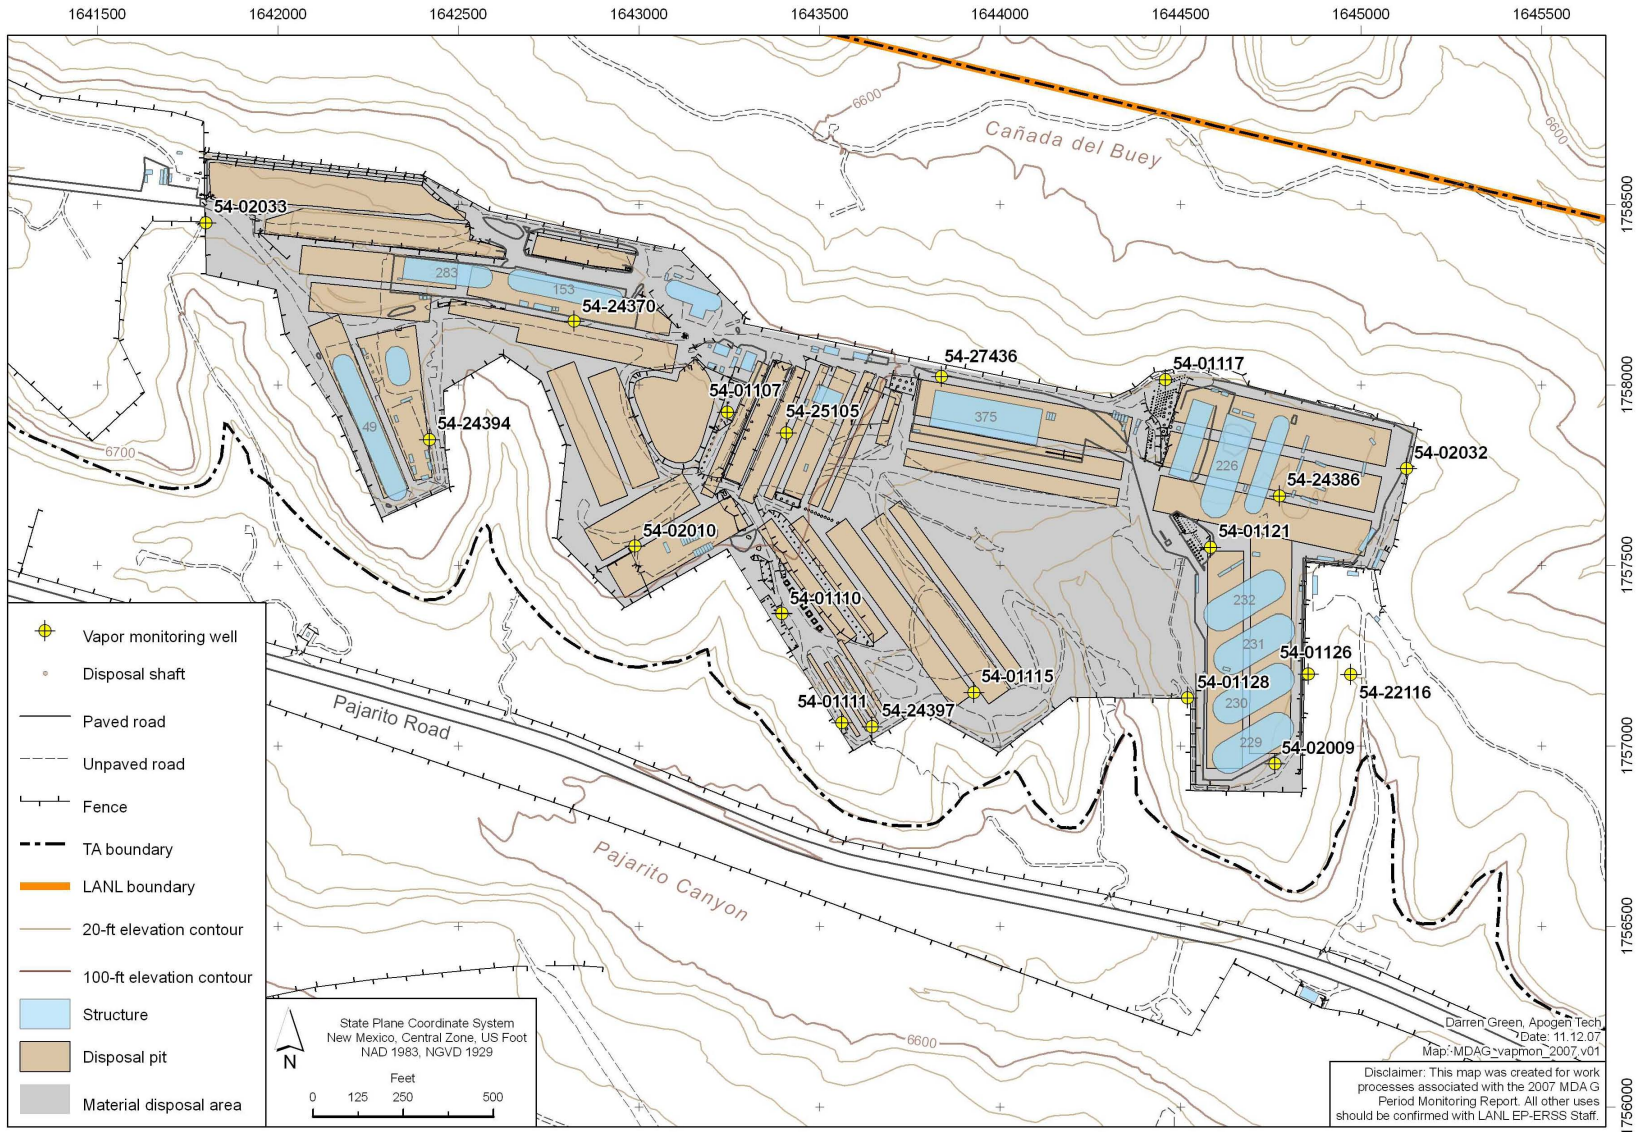 1641500 1642000 1642500 1643000 1643500 1644000 1644500 1645000 1645500
6600
6600
Cañada del Buey
1758500
54-02033
283
153
54-24370
54-27436
54-01117
1758000
54-01107
54-25105
375
49
54-24394
6700
54-02032
226
54-24386
54-02010
54-01121
1757500
54-01110
232
231
54-01126
54-01115
54-01128
54-22116
230
54-01111
54-24397
229
54-02009
1757000
Pajarito Road
Pajarito Canyon
1756500
6600
1756000
Vapor monitoring well
Disposal shaft
Paved road
Unpaved road
Fence
TA boundary
LANL boundary
20-ft elevation contour
100-ft elevation contour
Structure
Disposal pit
Material disposal area
N
State Plane Coordinate System
New Mexico, Central Zone, US Foot
NAD 1983, NGVD 1929
Feet
0 125 250 500
Darren Green, Apogen Tech
Date: 11.12.07
Map: MDAG_vapmon_2007,v01
Disclaimer: This map was created for work
processes associated with the 2007 MDA G
Period Monitoring Report. All other uses
should be confirmed with LANL EP-ERSS Staff.